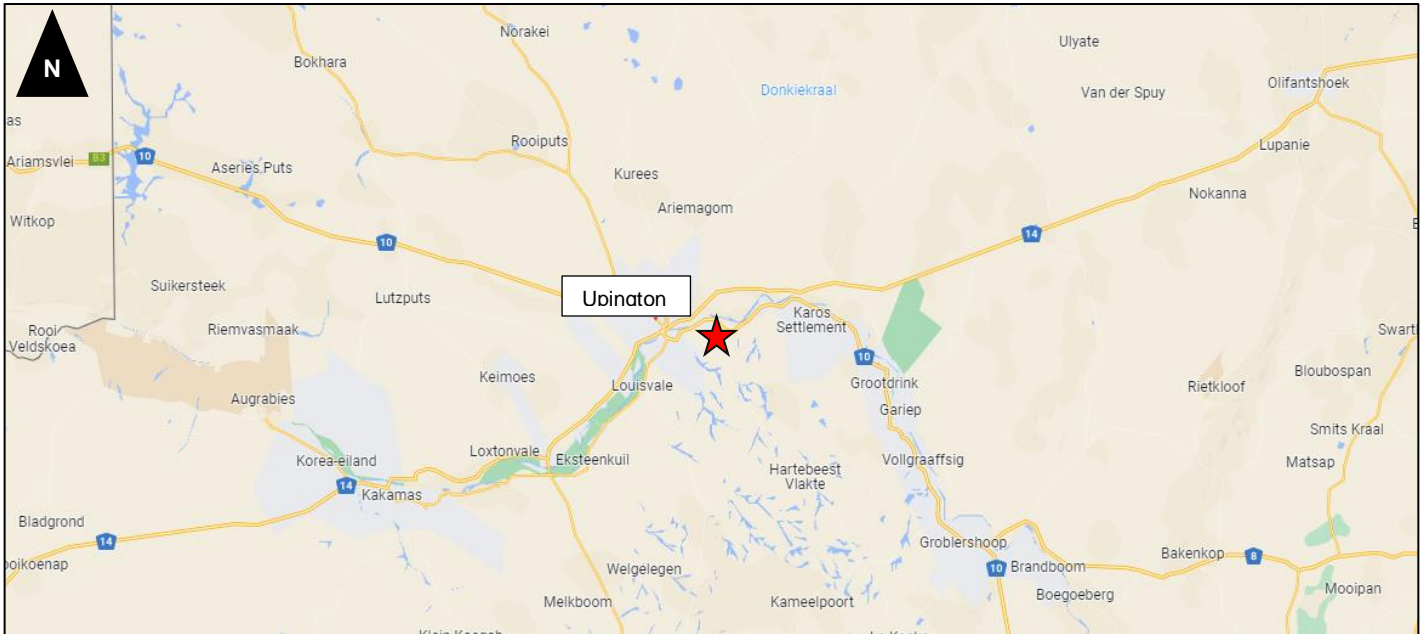 Norakei
Ulyate
N
Bokhara
Olifantshoek
Donkiekraal
Van der Spuy
as
Rooiputs
Lupanie
Ariamsvlei
B3
10
Aseries Puts
Kurees
Nokanna
Ariemagom
Witkop
14
10
Suikersteek
Lutzputs
Upington
Karos
Settlement
Rooi
Veldskoea
Riemvasmaak
Swartl
10
Keimoes
Louisvale
Grootdrink
Rietkloof
Bloubospan
Augrabies
Gariep
Smits Kraal
Loxtonvale
Eksteenkuil
Korea-eiland
Vollgraaffsig
Matsap
Hartebeest
Vlakte
14
Kakamas
Bladgrond
14
Groblershoop
Bakenkop
8
ooikoenap
Welgelegen
10
Brandboom
Mooipan
Melkboom
Kameelpoort
Boegoeberg